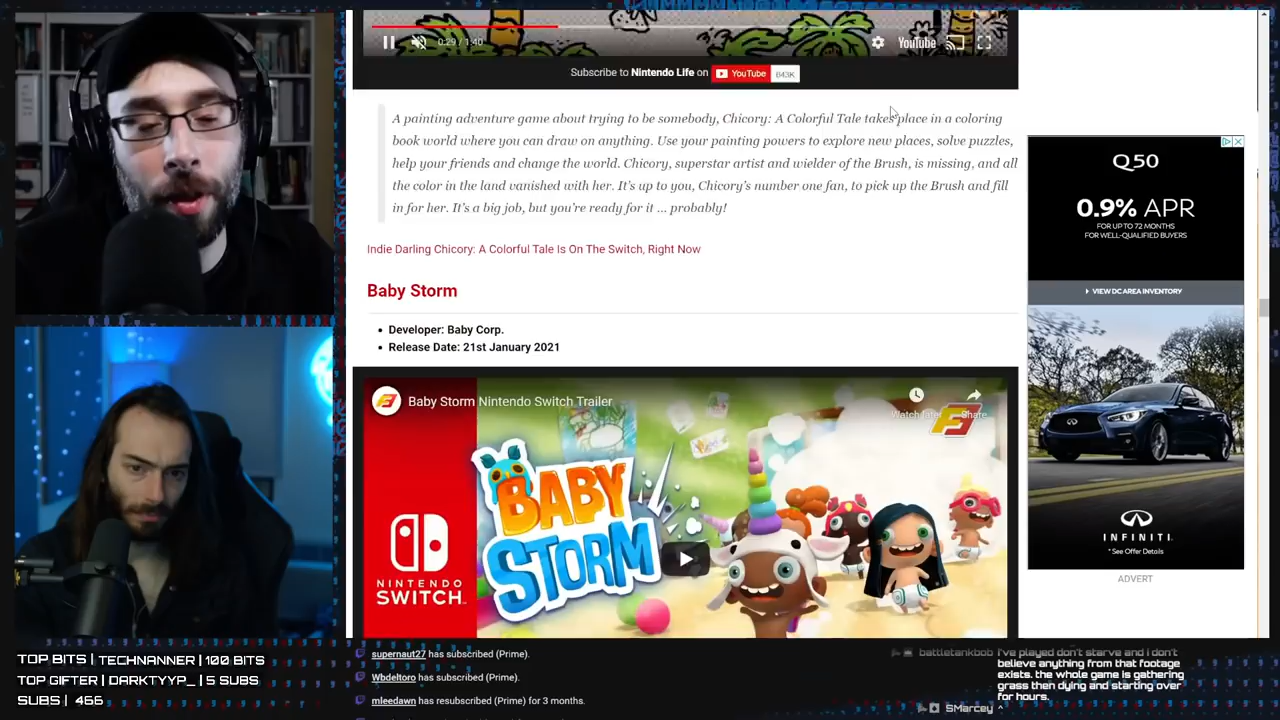 0:29 / 1:40
YouTube
Subscribe to Nintendo Life on YouTube 643K
A painting adventure game about trying to be somebody, Chicory: A Colorful Tale takes place in a coloring
book world where you can draw on anything. Use your painting powers to explore new places, solve puzzles,
help your friends and change the world. Chicory, superstar artist and wielder of the Brush, is missing, and all
the color in the land vanished with her. It's up to you, Chicory's number one fan, to pick up the Brush and fill
in for her. It's a big job, but you're ready for it ... probably!
Indie Darling Chicory: A Colorful Tale Is On The Switch, Right Now
Baby Storm
• Developer: Baby Corp.
• Release Date: 21st January 2021
Baby Storm Nintendo Switch Trailer
Watch later
Share
BABY
STORM
NINTENDO
SWITCH
Q50
0.9% APR
FOR UP TO 72 MONTHS
FOR WELL-QUALIFIED BUYERS
VIEW DC AREA INVENTORY
INFINITI
* See Offer Details
ADVERT
TOP BITS | TECHNANNER | 100 BITS
TOP GIFTER | DARKTYYP_ | 5 SUBS
SUBS | 466
supernaut27 has subscribed (Prime).
Wbdeltoro has subscribed (Prime).
mleedawn has resubscribed (Prime) for 3 months.
battletankbob
i've played don't starve and i don't
believe anything from that footage
exists. the whole game is gathering
grass then dying and starting over
for hours.
SMarcey ^